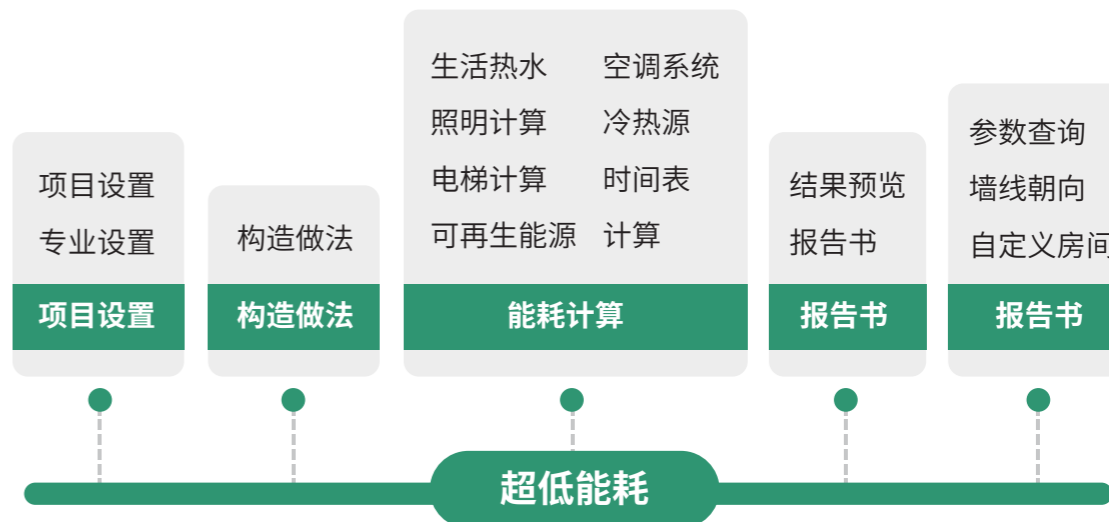 项目设置
专业设置
项目设置
构造做法
构造做法
生活热水 空调系统
照明计算 冷热源
电梯计算 时间表
可再生能源 计算
能耗计算
结果预览
报告书
报告书
参数查询
墙线朝向
自定义房间
报告书
超低能耗